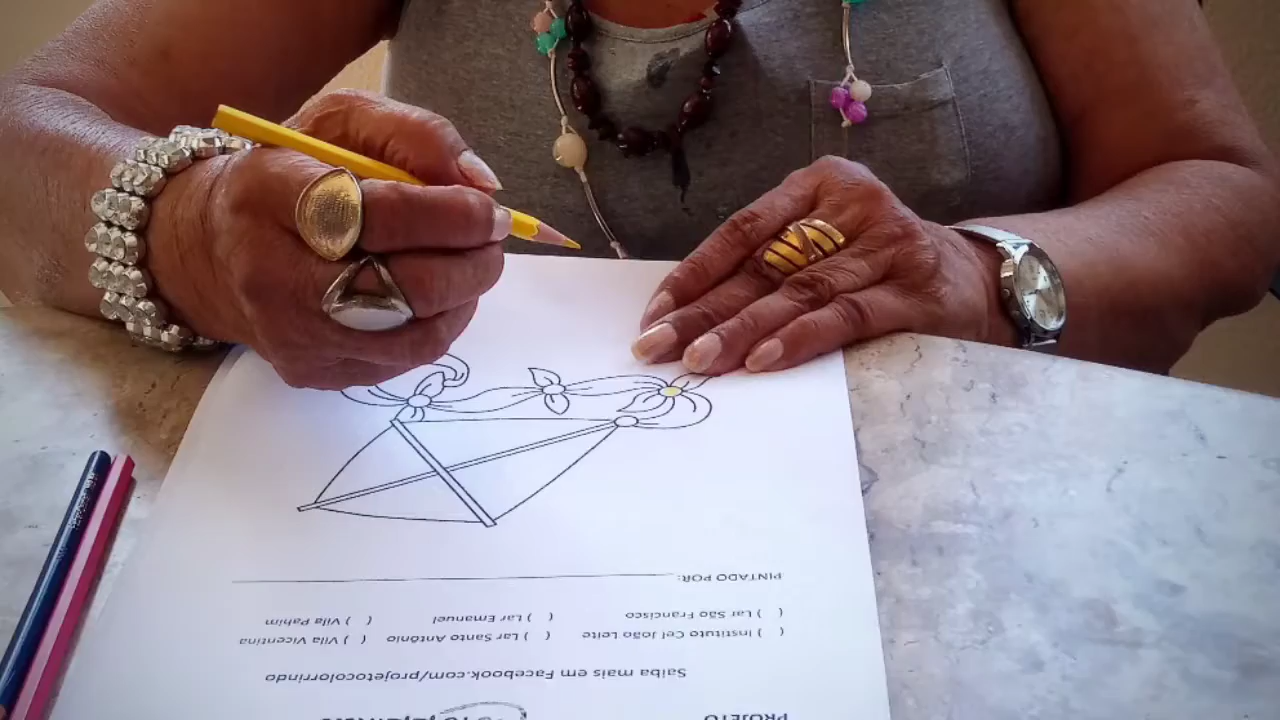 PROJETO
Saiba mais em Facebook.com/projetocolorindo
( ) Instituto Cel João Leite ( ) Lar Santo Antônio ( ) Vila Vicentina
( ) Lar São Francisco ( ) Lar Emanuel ( ) Vila Pahim
PINTADO POR: